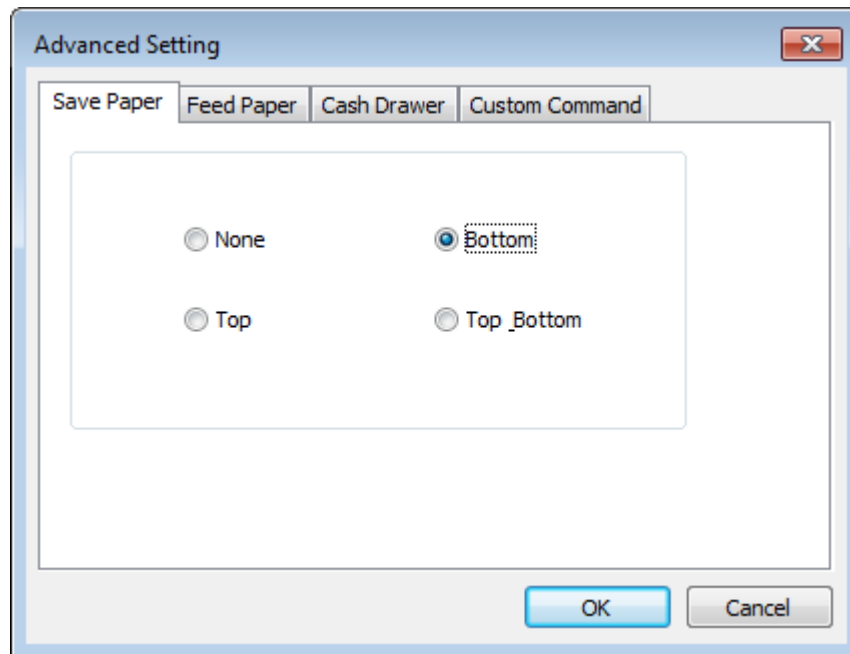 Advanced Setting
Save Paper Feed Paper Cash Drawer Custom Command
None Bottom
Top Top_Bottom
OK Cancel